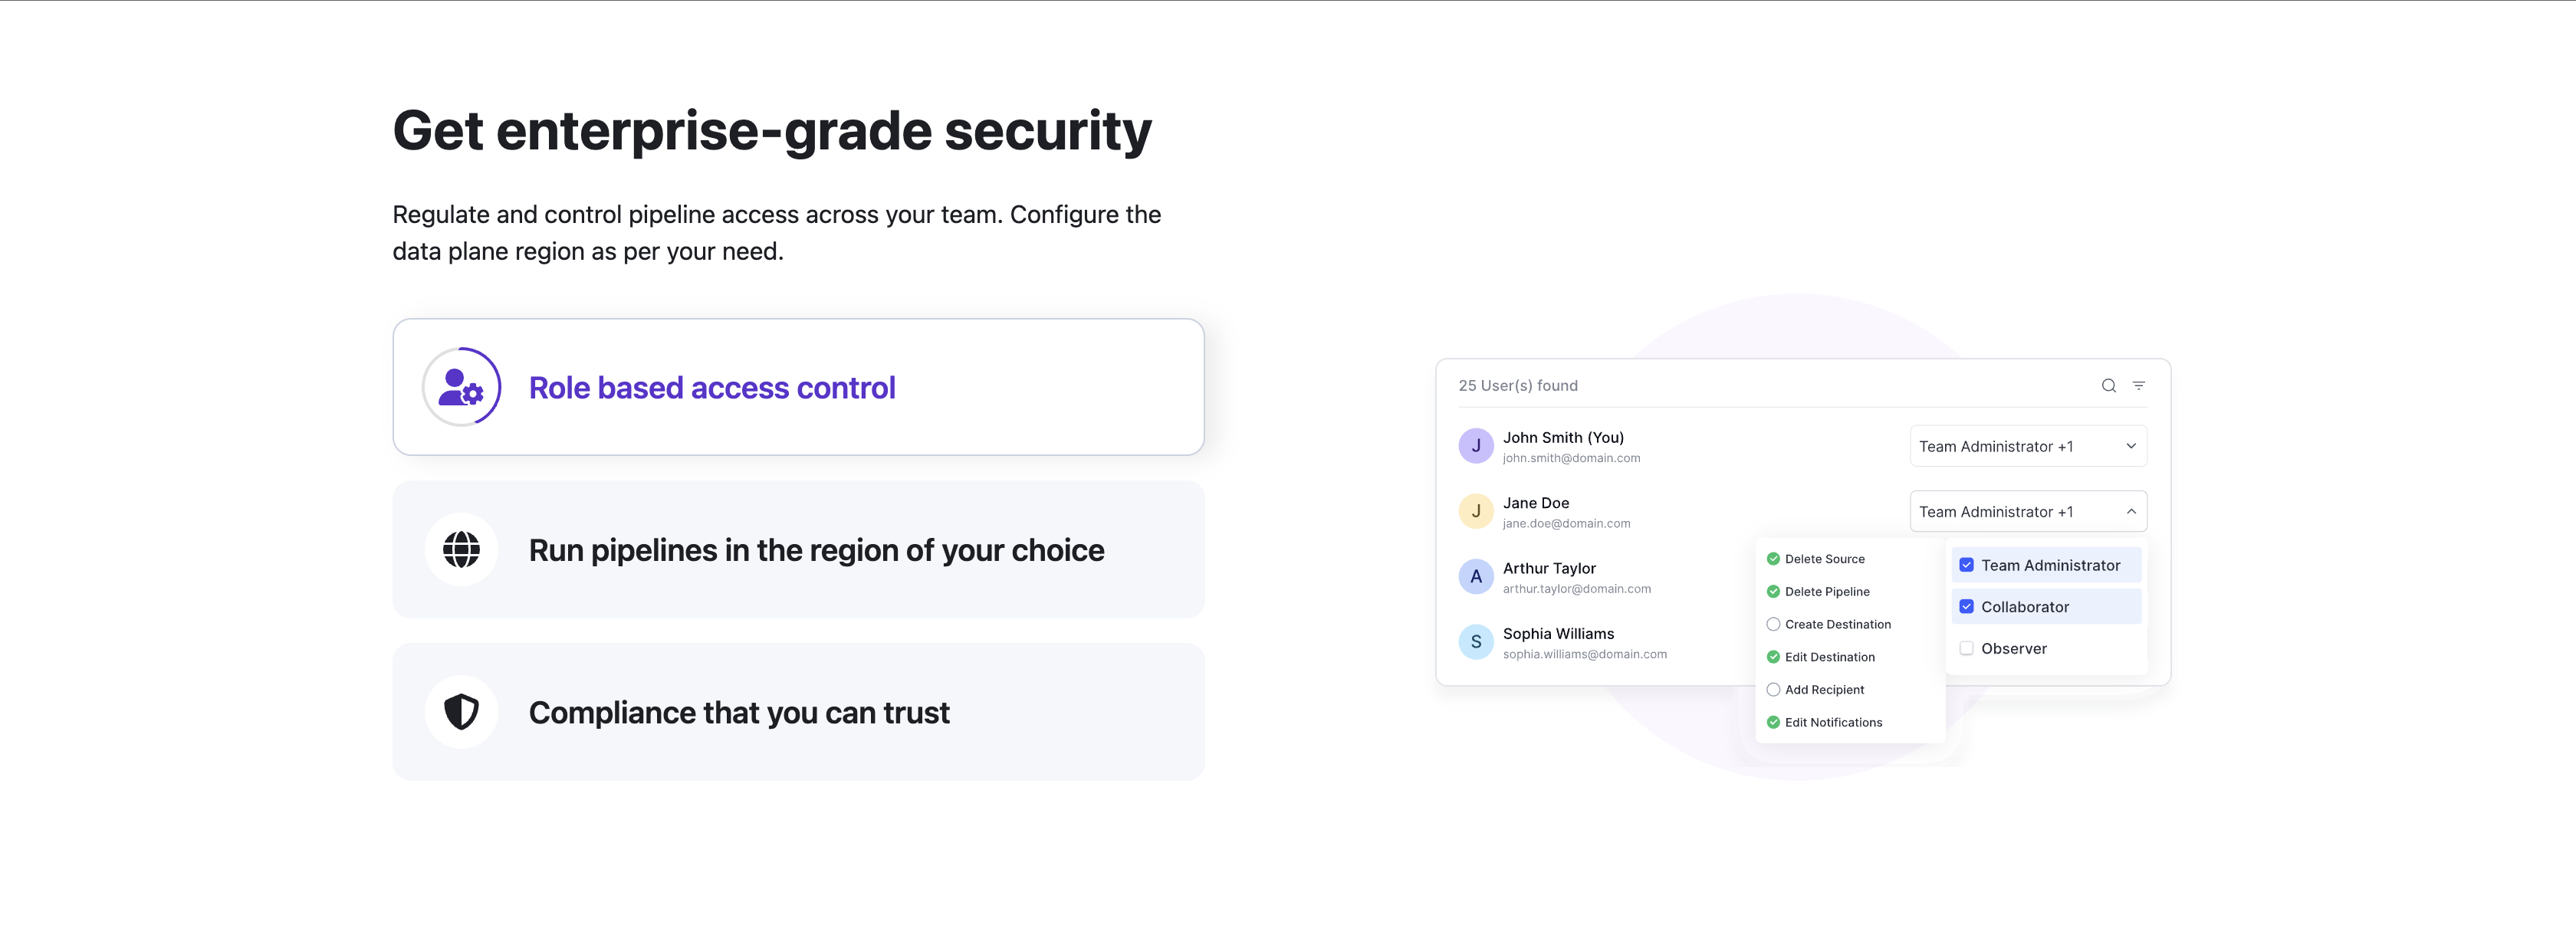 Get enterprise-grade security
Regulate and control pipeline access across your team. Configure the
data plane region as per your need.
Role based access control
Run pipelines in the region of your choice
Compliance that you can trust
25 User(s) found
J
John Smith (You)
john.smith@domain.com
Team Administrator +1
J
Jane Doe
jane.doe@domain.com
Team Administrator +1
A
Arthur Taylor
arthur.taylor@domain.com
S
Sophia Williams
sophia.williams@domain.com
Delete Source
Delete Pipeline
Create Destination
Edit Destination
Add Recipient
Edit Notifications
Team Administrator
Collaborator
Observer